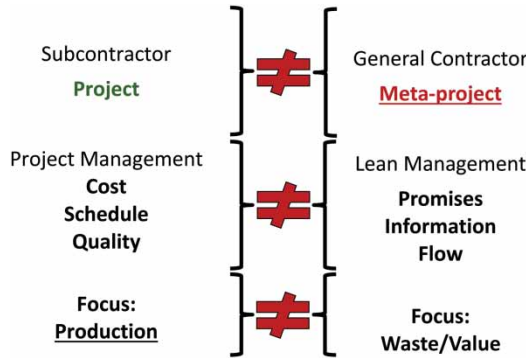 Subcontractor
Project
General Contractor
Meta-project
Project Management
Cost
Schedule
Quality
Lean Management
Promises
Information
Flow
Focus:
Production
Focus:
Waste/Value